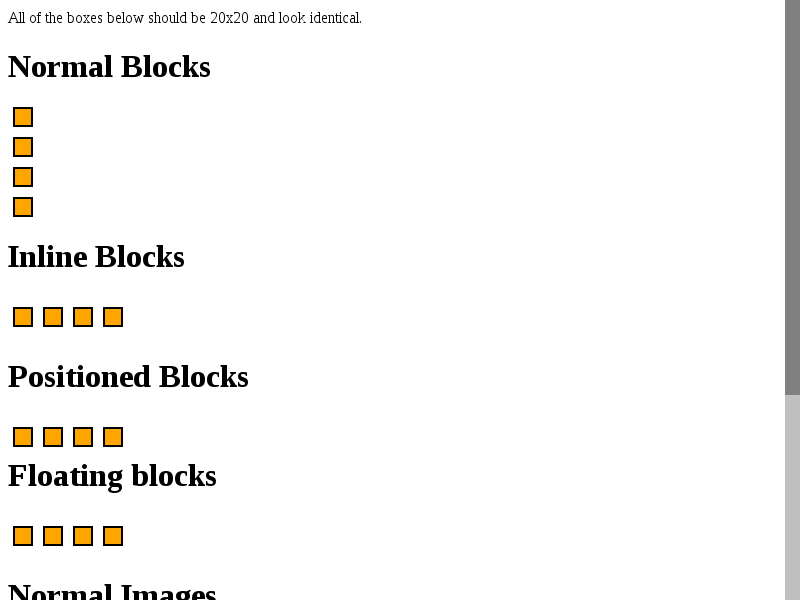 All of the boxes below should be 20x20 and look identical.
Normal Blocks
Inline Blocks
Positioned Blocks
Floating blocks
Normal Images